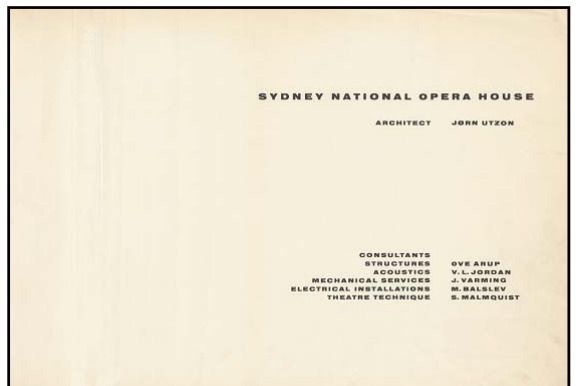 SYDNEY NATIONAL OPERA HOUSE
ARCHITECT JØRN UTZON
CONSULTANTS
STRUCTURES OVE ARUP
ACOUSTICS V. L. JORDAN
MECHANICAL SERVICES J. VARMING
ELECTRICAL INSTALLATIONS M. BALSLEV
THEATRE TECHNIQUE S. MALMQUIST